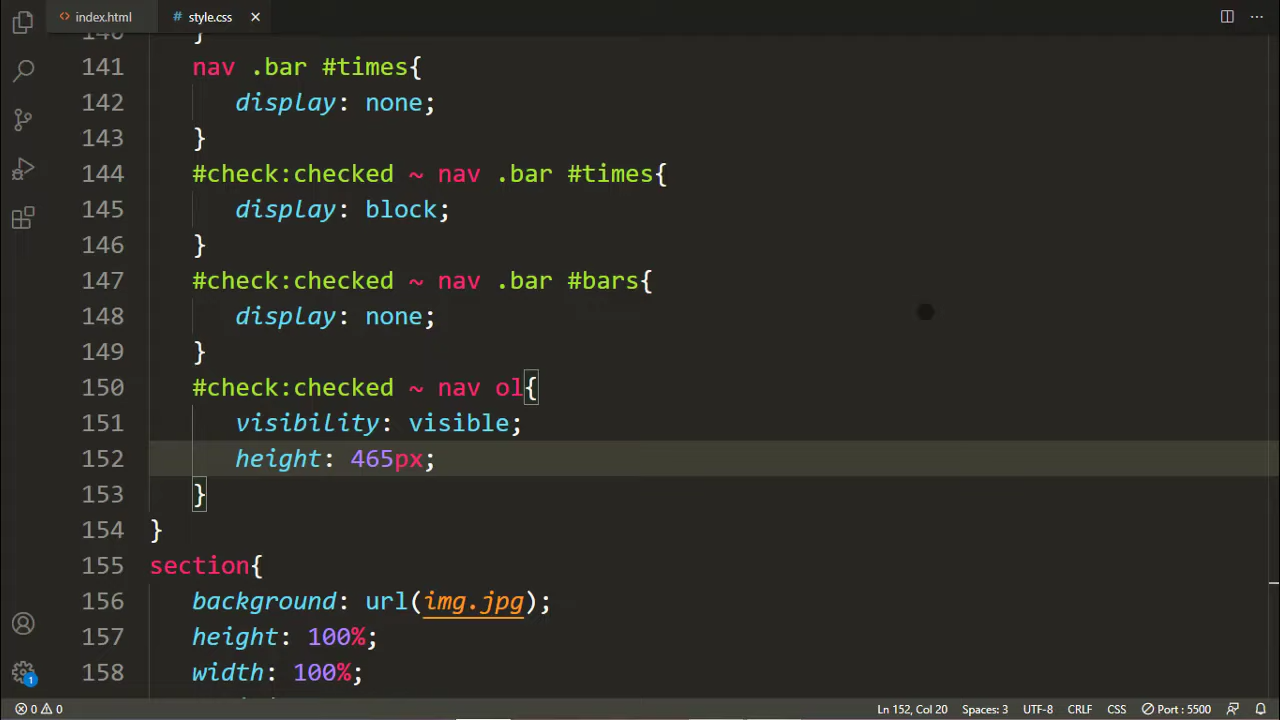 index.html
# style.css
140 }
141 nav .bar #times{
142 display: none;
143 }
144 #check:checked ~ nav .bar #times{
145 display: block;
146 }
147 #check:checked ~ nav .bar #bars{
148 display: none;
149 }
150 #check:checked ~ nav ol{
151 visibility: visible;
152 height: 465px;
153 }
154 }
155 section{
156 background: url(img.jpg);
157 height: 100%;
158 width: 100%;
1
0 0 Ln 152, Col 20 Spaces: 3 UTF-8 CRLF CSS Port : 5500